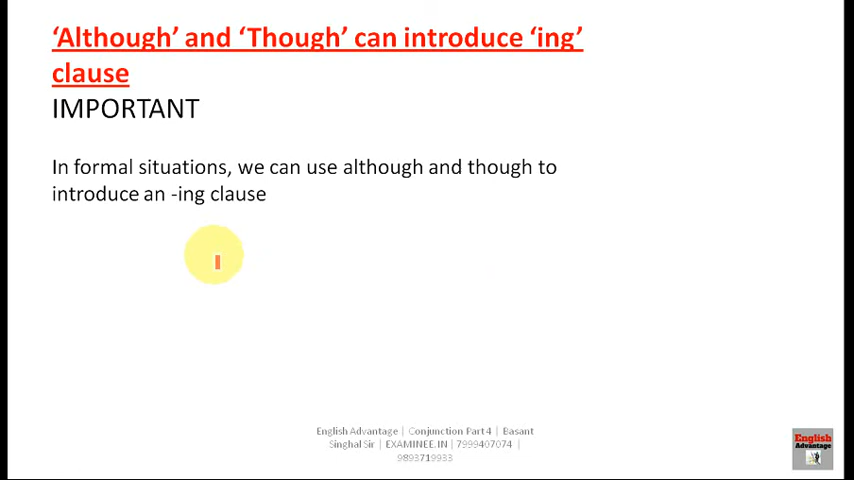 ‘Although’ and ‘Though’ can introduce ‘ing’
clause
IMPORTANT
In formal situations, we can use although and though to
introduce an -ing clause
English Advantage | Conjunction Part 4 | Basant
Singhal Sir | EXAMINEE.IN | 7999407074 |
9893719933
English
Advantage